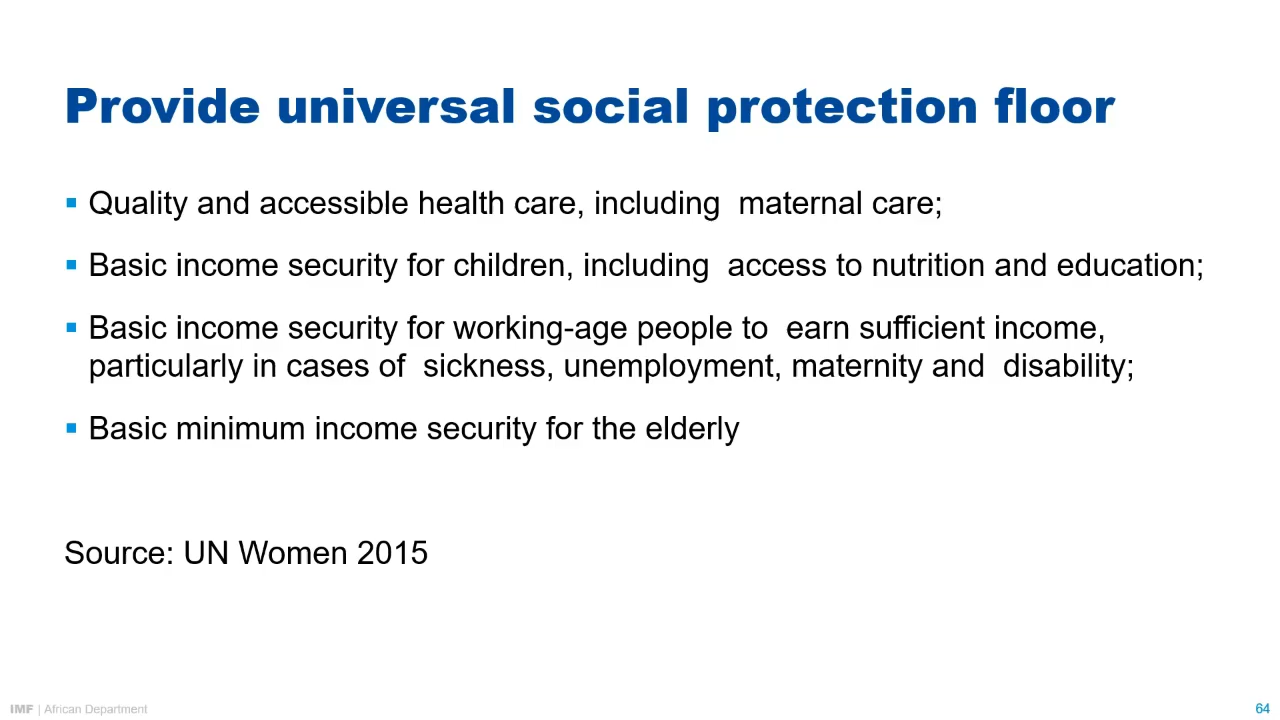 Provide universal social protection floor
▪ Quality and accessible health care, including  maternal care;
▪ Basic income security for children, including  access to nutrition and education;
▪ Basic income security for working-age people to  earn sufficient income,
particularly in cases of  sickness, unemployment, maternity and  disability;
▪ Basic minimum income security for the elderly
Source: UN Women 2015
IMF | African Department
64